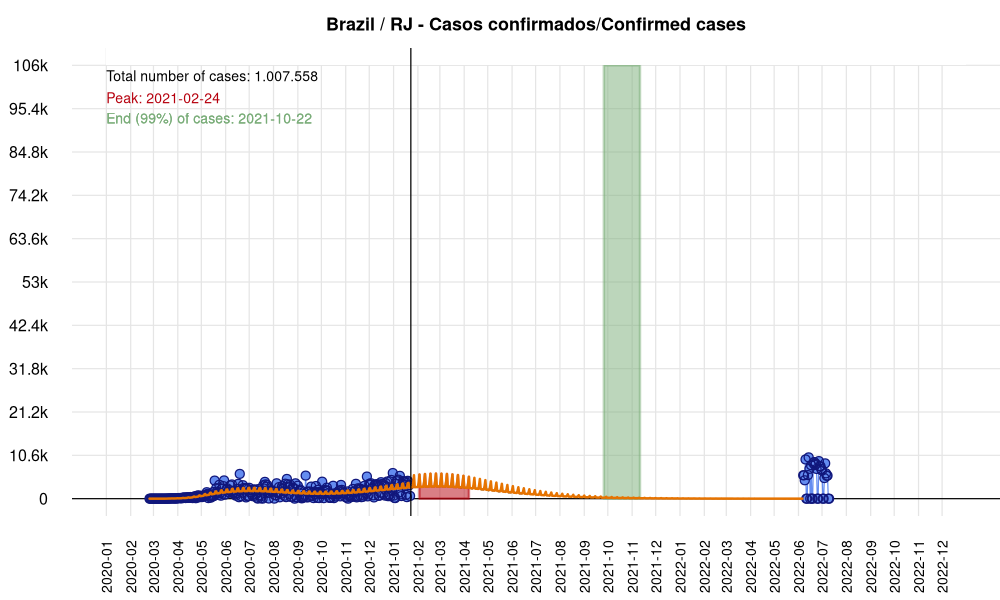 Brazil / RJ - Casos confirmados/Confirmed cases
106k
Total number of cases: 1.007.558
Peak: 2021-02-24
95.4k
End (99%) of cases: 2021-10-22
84.8k
74.2k
63.6k
53k
42.4k
31.8k
21.2k
10.6k
0
2020-01
2020-02
2020-03
2020-04
2020-05
2020-06
2020-07
2020-08
2020-09
2020-10
2020-11
2020-12
2021-01
2021-02
2021-03
2021-04
2021-05
2021-06
2021-07
2021-08
2021-09
2021-10
2021-11
2021-12
2022-01
2022-02
2022-03
2022-04
2022-05
2022-06
2022-07
2022-08
2022-09
2022-10
2022-11
2022-12